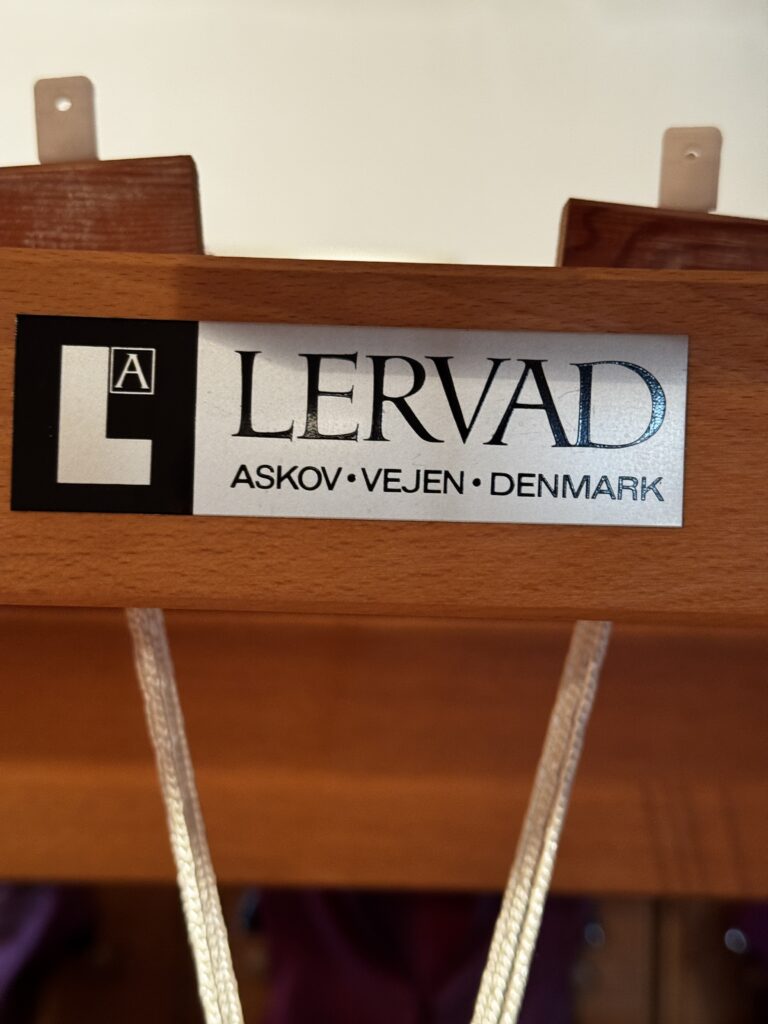 A
L
LERVAD
ASKOV • VEJEN • DENMARK